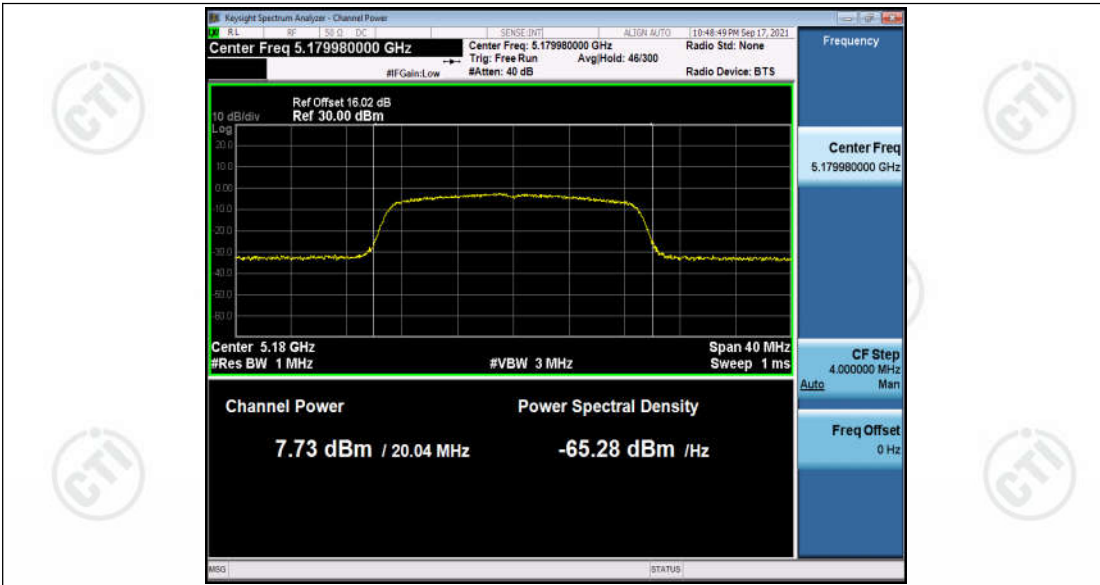 Keysight Spectrum Analyzer - Channel Power
RL RF 50 Ω DC SENSE:INT ALIGN AUTO 10:48:49 PM Sep 17, 2021
Center Freq 5.179980000 GHz
Center Freq: 5.179980000 GHz Radio Std: None
Trig: Free Run Avg|Hold: 46/300
#IFGain:Low #Atten: 40 dB Radio Device: BTS
Frequency
Ref Offset 16.02 dB
10 dB/div Ref 30.00 dBm
Log
20.0
10.0
0.00
-10.0
-20.0
-30.0
-40.0
-50.0
-60.0
Center 5.18 GHz Span 40 MHz
#Res BW 1 MHz #VBW 3 MHz Sweep 1 ms
Center Freq
5.179980000 GHz
CF Step
4.000000 MHz
Auto Man
Freq Offset
0 Hz
Channel Power Power Spectral Density
7.73 dBm / 20.04 MHz -65.28 dBm /Hz
MSG STATUS
CTI
CTI
CTI
CTI